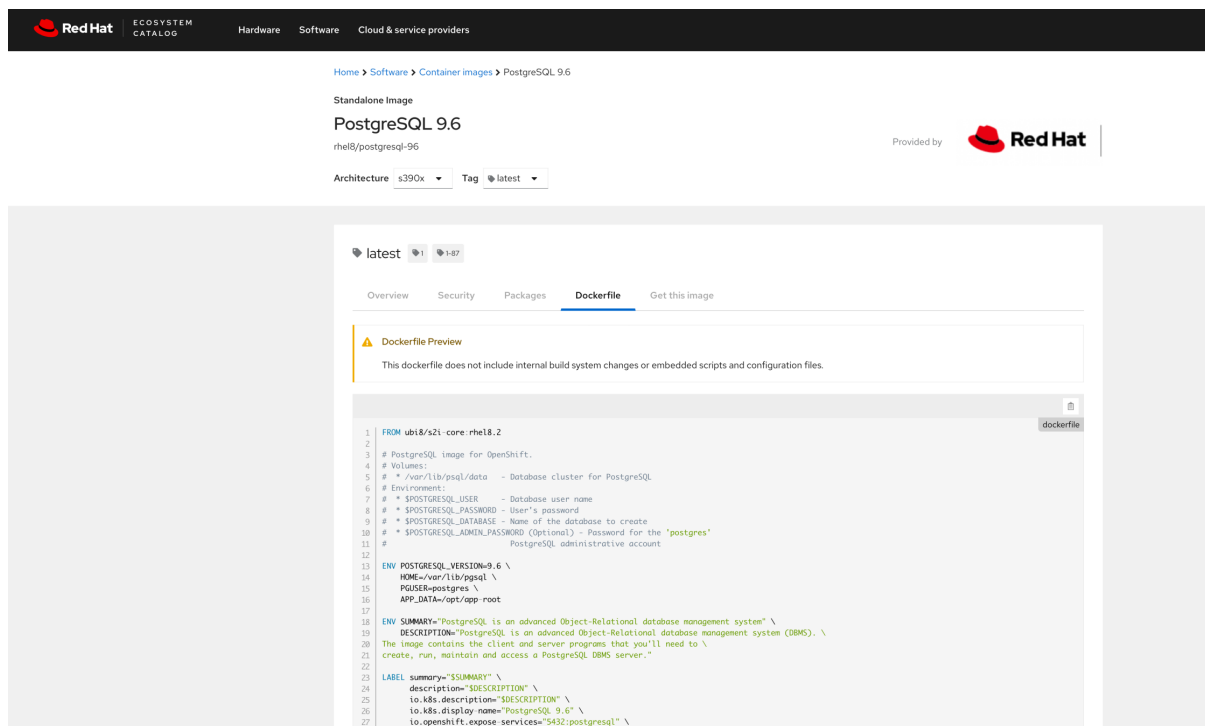 Red Hat
ECOSYSTEM
CATALOG
Hardware Software Cloud & service providers
Home > Software > Container images > PostgreSQL 9.6
Standalone Image
PostgreSQL 9.6
rhel8/postgresql-96
Provided by Red Hat
Architecture s390x Tag latest
latest 1 1-87
Overview Security Packages Dockerfile Get this image
Dockerfile Preview
This dockerfile does not include internal build system changes or embedded scripts and configuration files.
dockerfile
1 FROM ubi8/s2i-core:rhel8.2
2
3 # PostgreSQL image for OpenShift.
4 # Volumes:
5 #  * /var/lib/psql/data   - Database cluster for PostgreSQL
6 # Environment:
7 #  * $POSTGRESQL_USER     - Database user name
8 #  * $POSTGRESQL_PASSWORD - User's password
9 #  * $POSTGRESQL_DATABASE - Name of the database to create
10 #  * $POSTGRESQL_ADMIN_PASSWORD (Optional) - Password for the 'postgres'
11 #                           PostgreSQL administrative account
12
13 ENV POSTGRESQL_VERSION=9.6 \
14     HOME=/var/lib/pgsql \
15     PGUSER=postgres \
16     APP_DATA=/opt/app-root
17
18 ENV SUMMARY="PostgreSQL is an advanced Object-Relational database management system" \
19     DESCRIPTION="PostgreSQL is an advanced Object-Relational database management system (DBMS). \
20 The image contains the client and server programs that you'll need to \
21 create, run, maintain and access a PostgreSQL DBMS server."
22
23 LABEL summary="$SUMMARY" \
24       description="$DESCRIPTION" \
25       io.k8s.description="$DESCRIPTION" \
26       io.k8s.display-name="PostgreSQL 9.6" \
27       io.openshift.expose-services="5432:postgresql" \